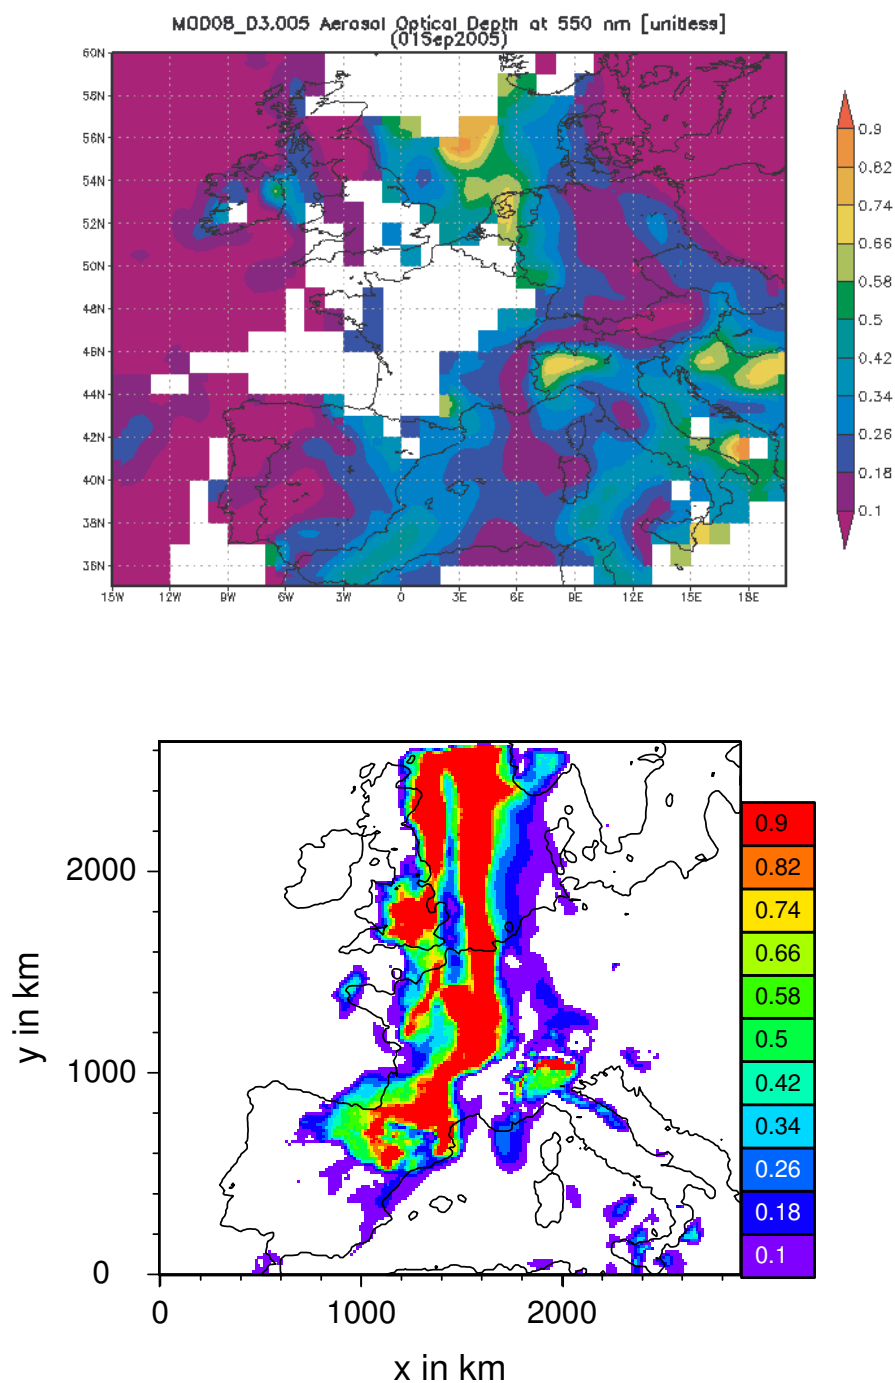 MOD08_D3.005 Aerosol Optical Depth at 550 nm [unitless]
(01Sep2005)
60N
58N
56N
54N
52N
50N
48N
46N
44N
42N
40N
38N
36N
15W 12W 9W 6W 3W 0 3E 6E 9E 12E 15E 18E
0.9
0.82
0.74
0.66
0.58
0.5
0.42
0.34
0.26
0.18
0.1
2000
1000
0
y in km
0 1000 2000
x in km
0.9
0.82
0.74
0.66
0.58
0.5
0.42
0.34
0.26
0.18
0.1